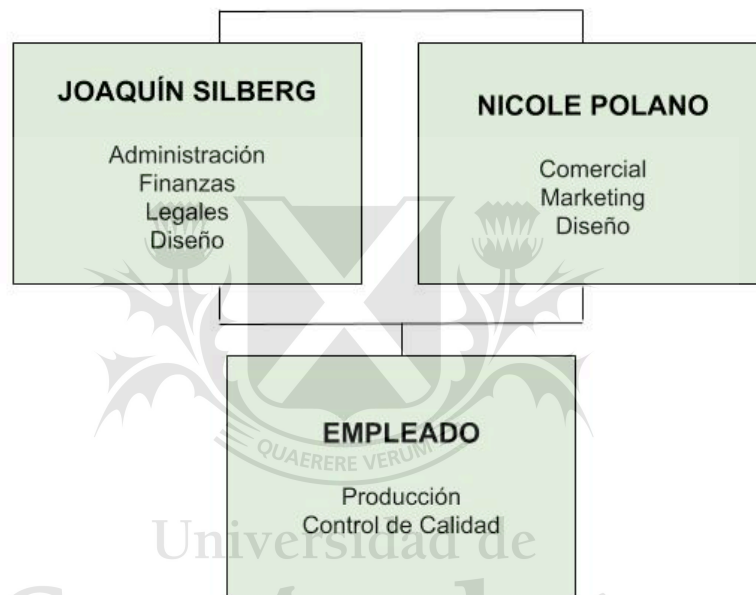 JOAQUÍN SILBERG
Administración
Finanzas
Legales
Diseño
NICOLE POLANO
Comercial
Marketing
Diseño
EMPLEADO
Producción
Control de Calidad
QUAERERE VERUM
Universidad de